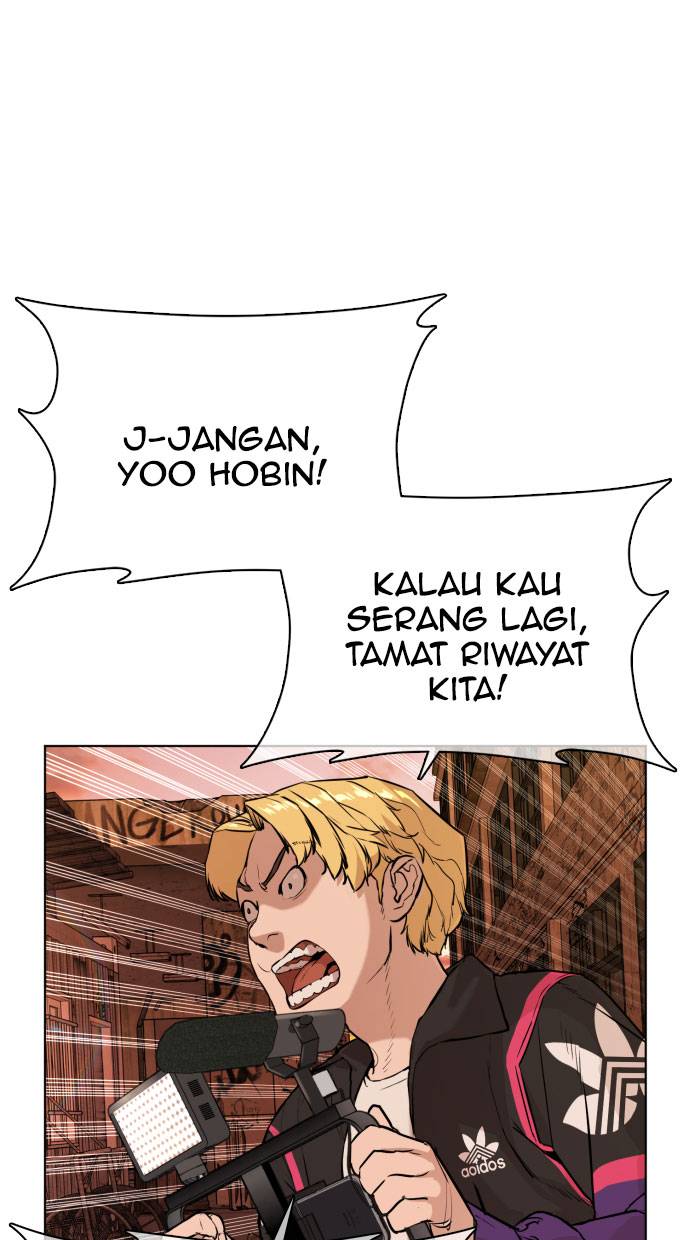 J-JANGAN,
YOO HOBIN!
KALAU KAU
SERANG LAGI,
TAMAT RIWAYAT
KITA!
aoidos